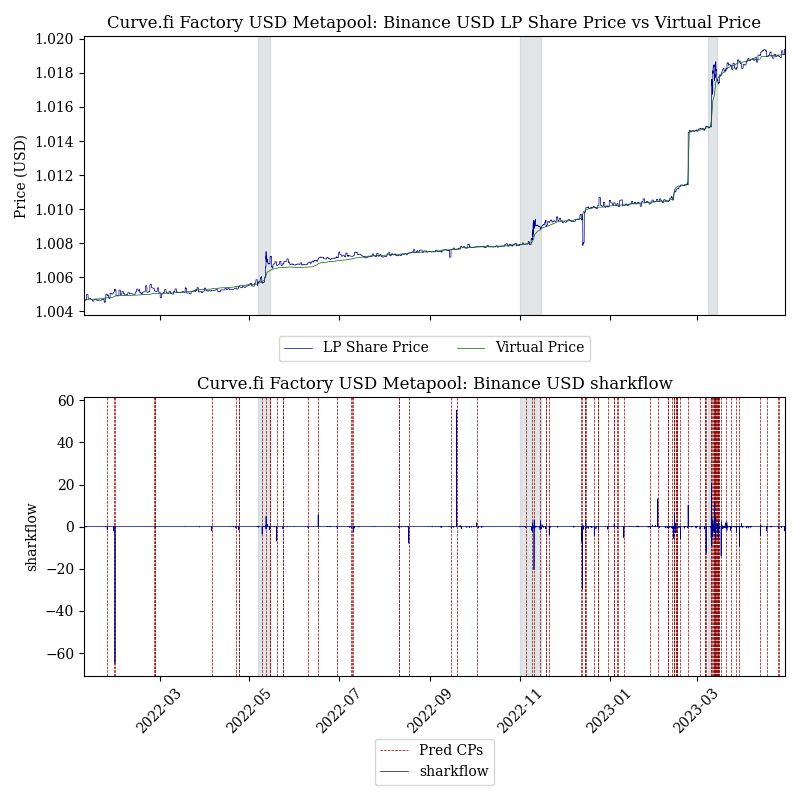 Curve.fi Factory USD Metapool: Binance USD LP Share Price vs Virtual Price
1.020
1.018
1.016
1.014
1.012
1.010
1.008
1.006
1.004
Price (USD)
LP Share Price
Virtual Price
Curve.fi Factory USD Metapool: Binance USD sharkflow
60
40
20
0
−20
−40
−60
sharkflow
2022-03
2022-05
2022-07
2022-09
2022-11
2023-01
2023-03
Pred CPs
sharkflow